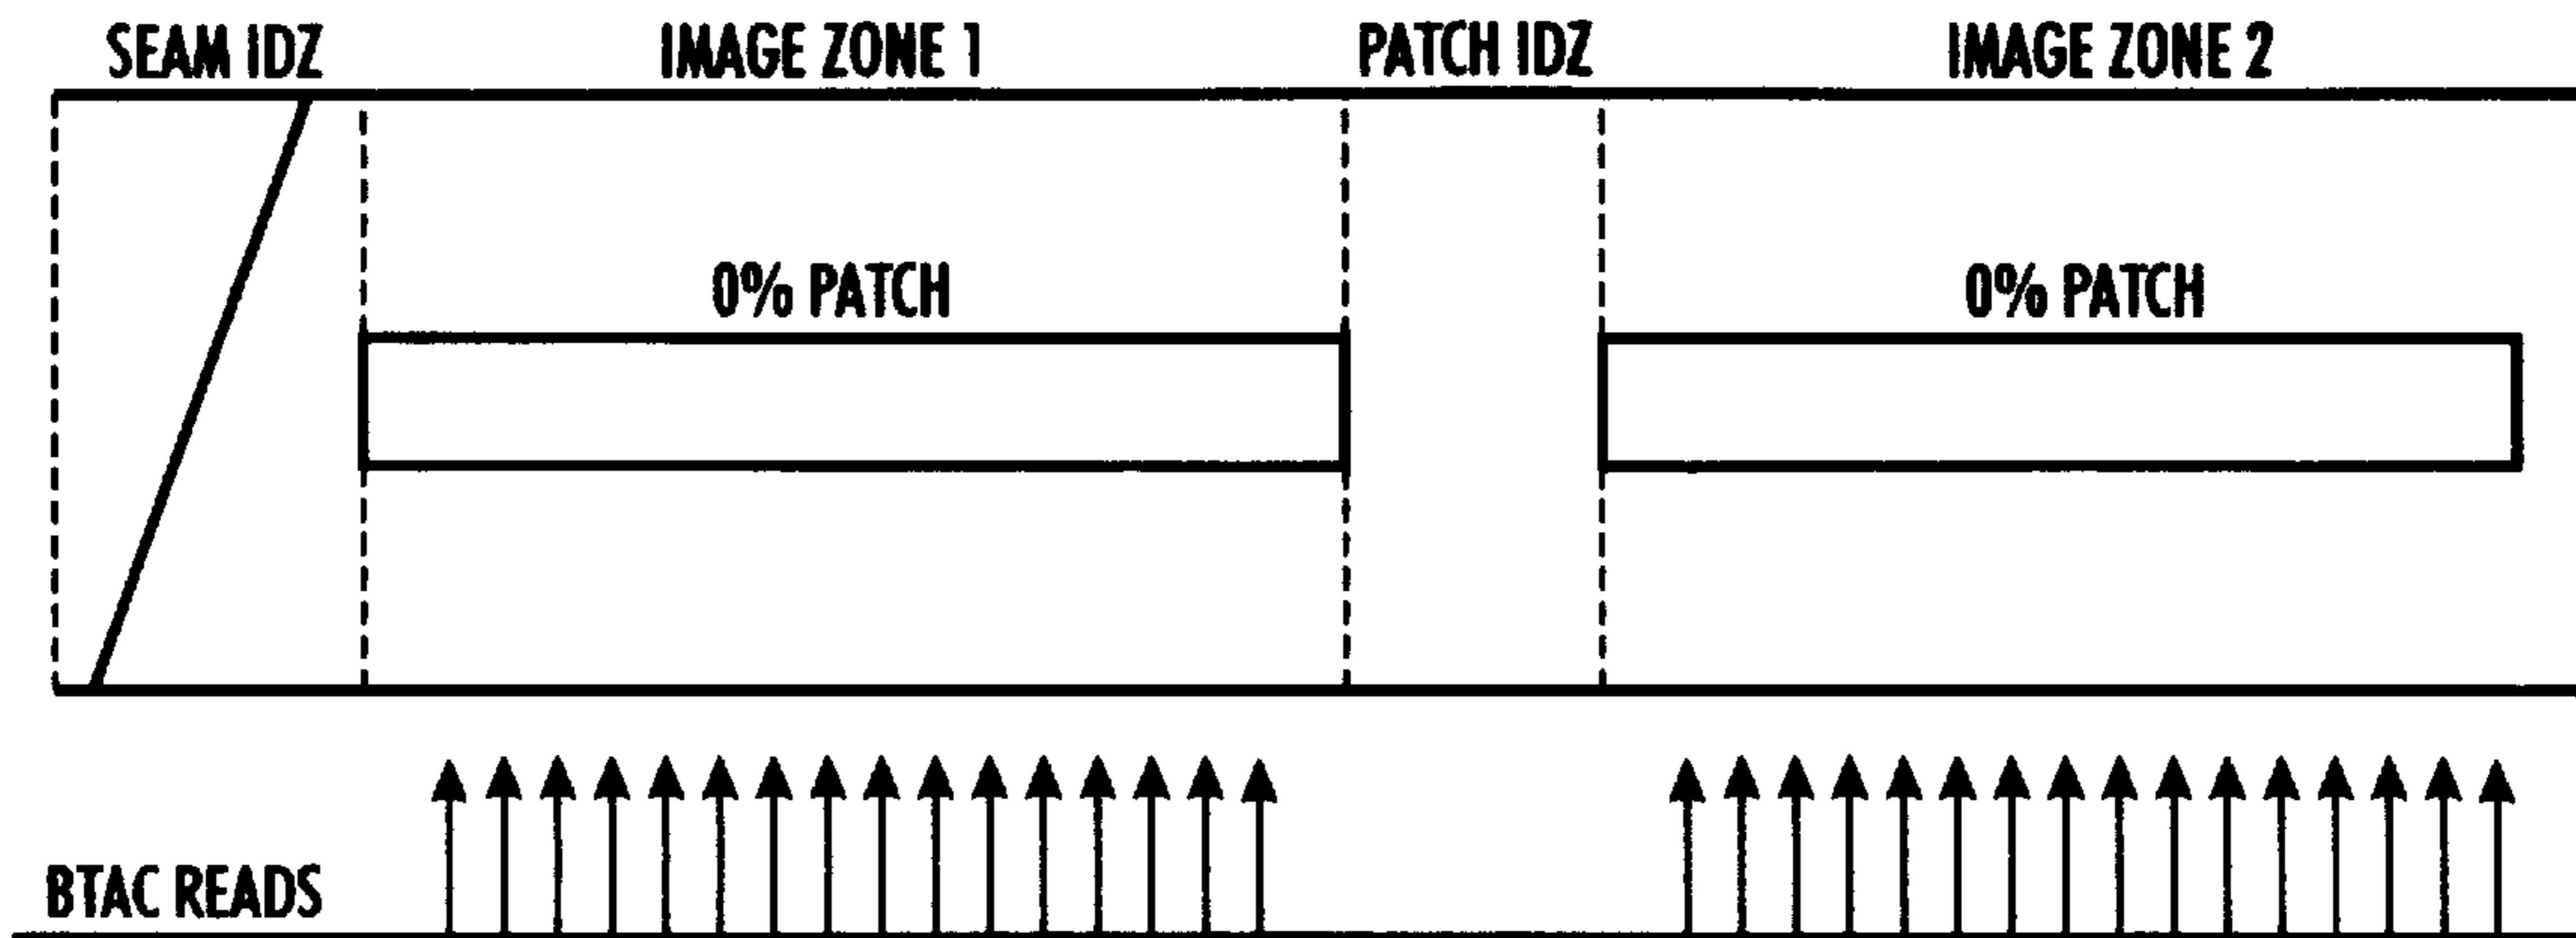 SEAM IDZ IMAGE ZONE 1 PATCH IDZ IMAGE ZONE 2
0% PATCH 0% PATCH
BTAC READS